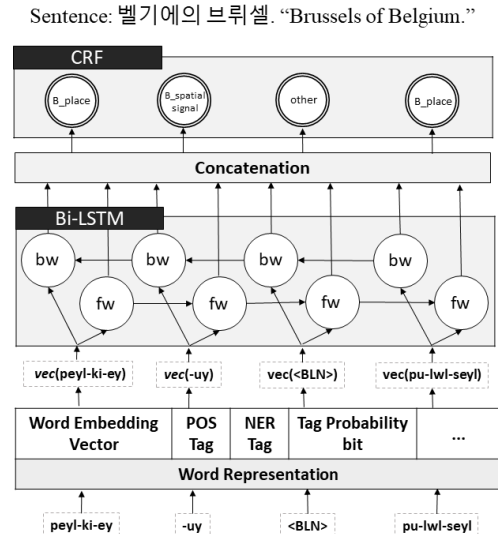 Sentence: 벨기에의 브뤼셀. “Brussels of Belgium.”
CRF
B_place
B_spatial
signal
other
B_place
Concatenation
Bi-LSTM
bw
bw
bw
bw
fw
fw
fw
fw
vec(peyl-ki-ey)
vec(-uy)
vec(<BLN>)
vec(pu-lwl-seyl)
Word Embedding
Vector
POS
Tag
NER
Tag
Tag Probability
bit
...
Word Representation
peyl-ki-ey
-uy
<BLN>
pu-lwl-seyl